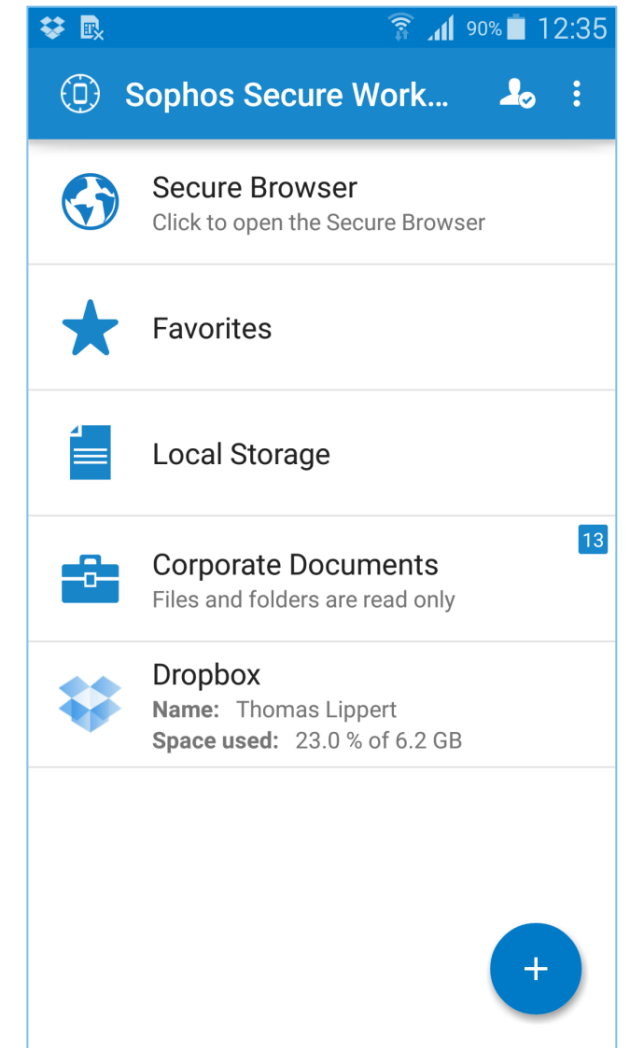 90% 12:35
Sophos Secure Work...
Secure Browser
Click to open the Secure Browser
Favorites
Local Storage
13
Corporate Documents
Files and folders are read only
Dropbox
Name: Thomas Lippert
Space used: 23.0 % of 6.2 GB
+